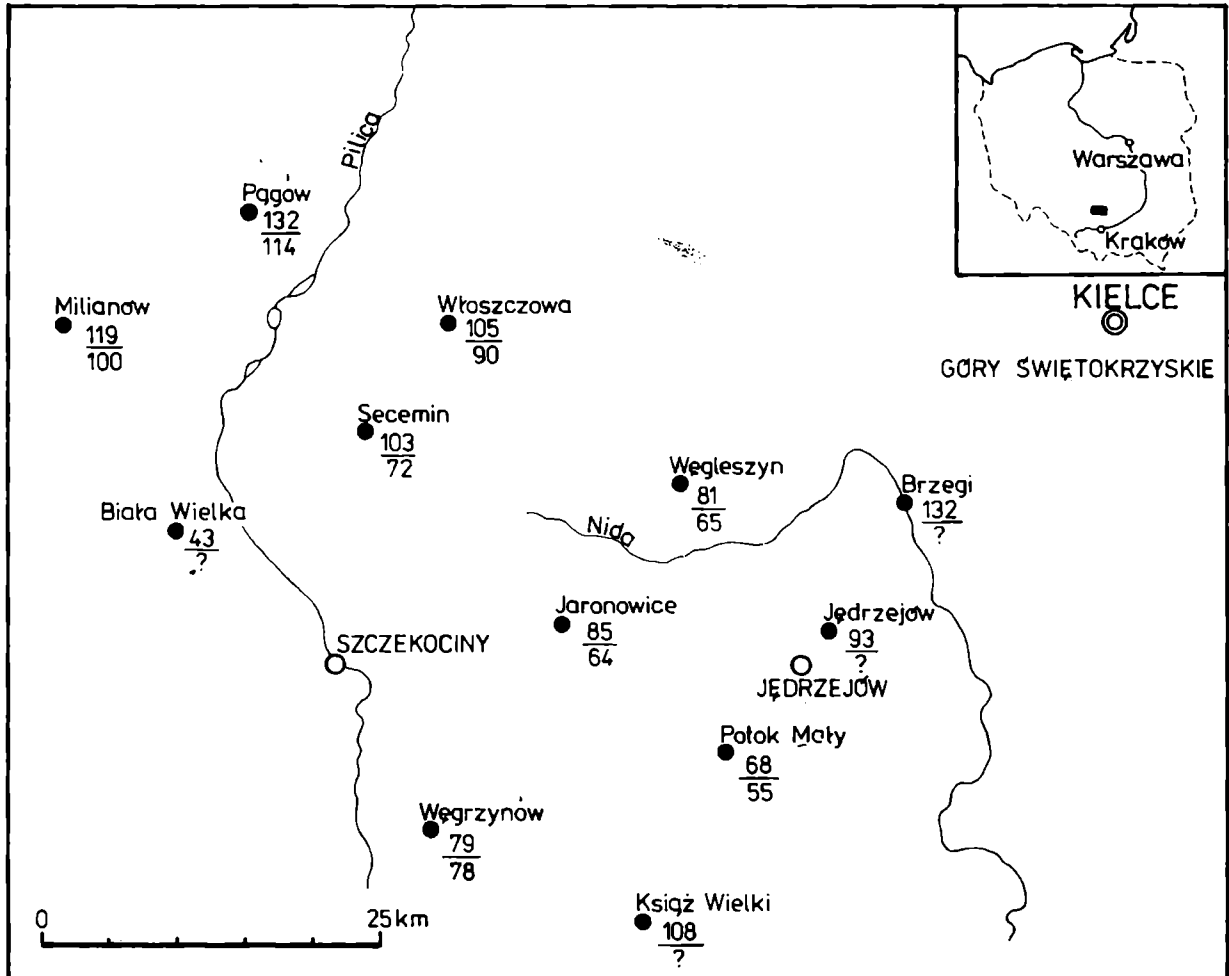 Warszawa
Kraków
KIELCE
GÓRY ŚWIĘTOKRZYSKIE
Pilica
Pągów
132
114
Milianów
119
100
Włoszczowa
105
90
Secemin
103
72
Węgleszyn
81
65
Brzegi
132
?
Biała Wielka
43
?
Nida
Jaronowice
85
64
Jędrzejów
93
?
SZCZEKOCINY
JĘDRZEJÓW
Potok Mały
68
55
Węgrzynów
79
78
Książ Wielki
108
?
0 25 km